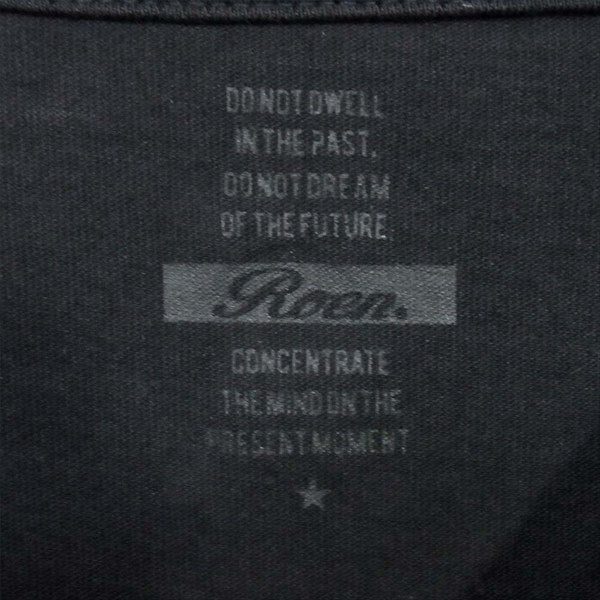 DO NOT DWELL
IN THE PAST,
DO NOT DREAM
OF THE FUTURE,
Roen.
CONCENTRATE
THE MIND ON THE
PRESENT MOMENT